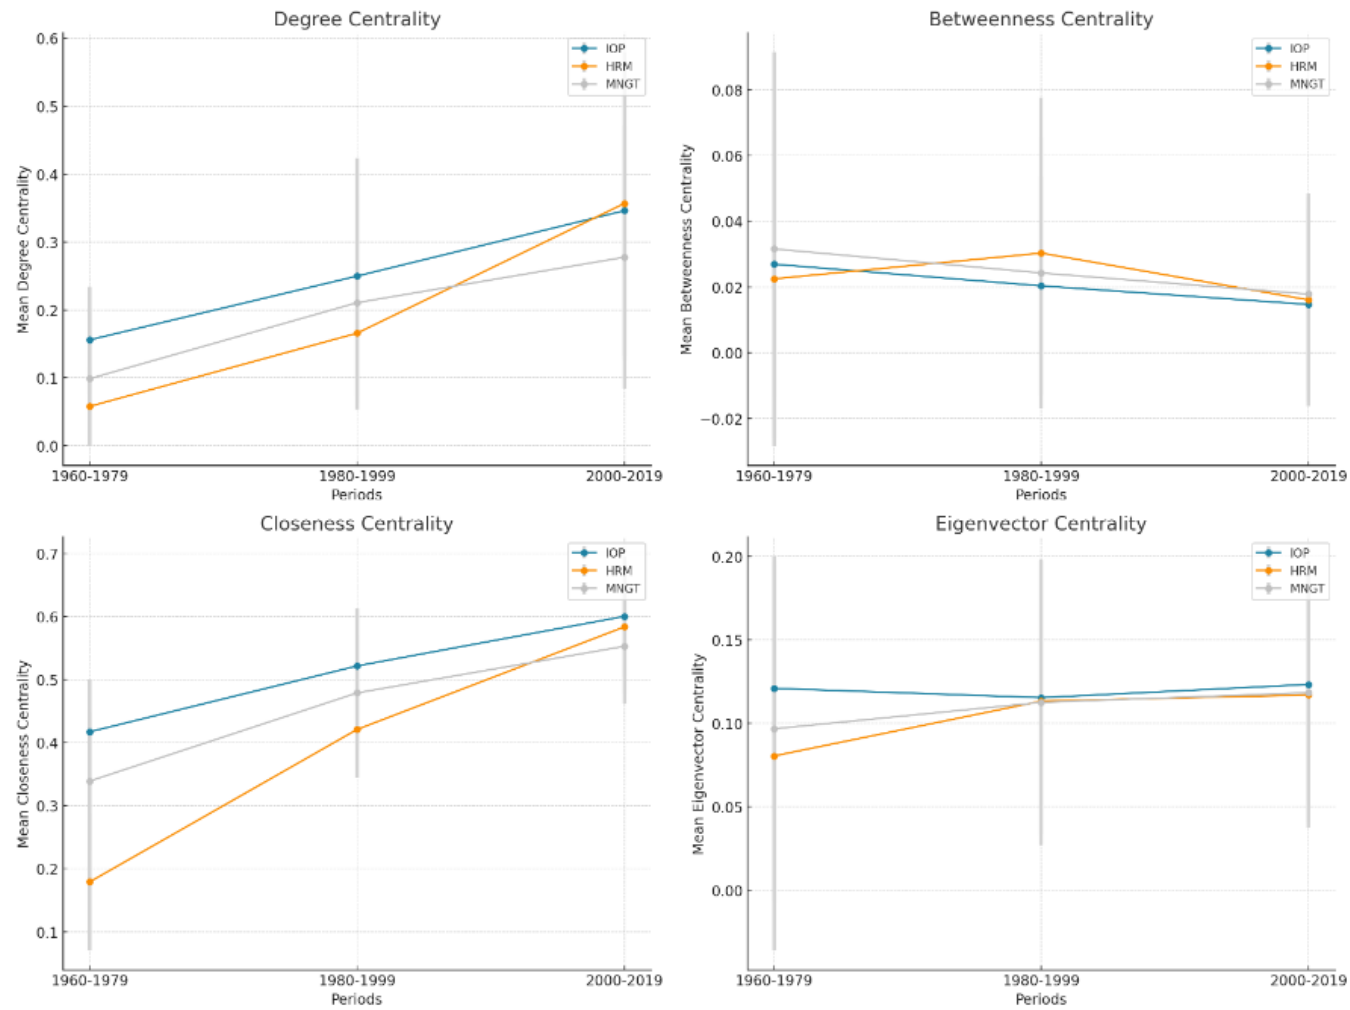 Degree Centrality
IOP
HRM
MNGT
Mean Degree Centrality
0.6
0.5
0.4
0.3
0.2
0.1
0.0
1960-1979 1980-1999 2000-2019
Periods
Betweenness Centrality
IOP
HRM
MNGT
Mean Betweenness Centrality
0.08
0.06
0.04
0.02
0.00
−0.02
1960-1979 1980-1999 2000-2019
Periods
Closeness Centrality
IOP
HRM
MNGT
Mean Closeness Centrality
0.7
0.6
0.5
0.4
0.3
0.2
0.1
1960-1979 1980-1999 2000-2019
Periods
Eigenvector Centrality
IOP
HRM
MNGT
Mean Eigenvector Centrality
0.20
0.15
0.10
0.05
0.00
1960-1979 1980-1999 2000-2019
Periods